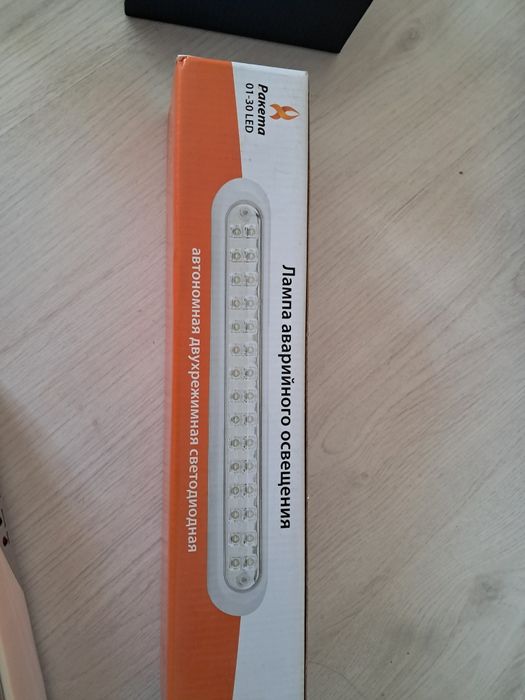 Ракета
01-30 LED
Лампа аварийного освещения
автономная двухрежимная светодиодная